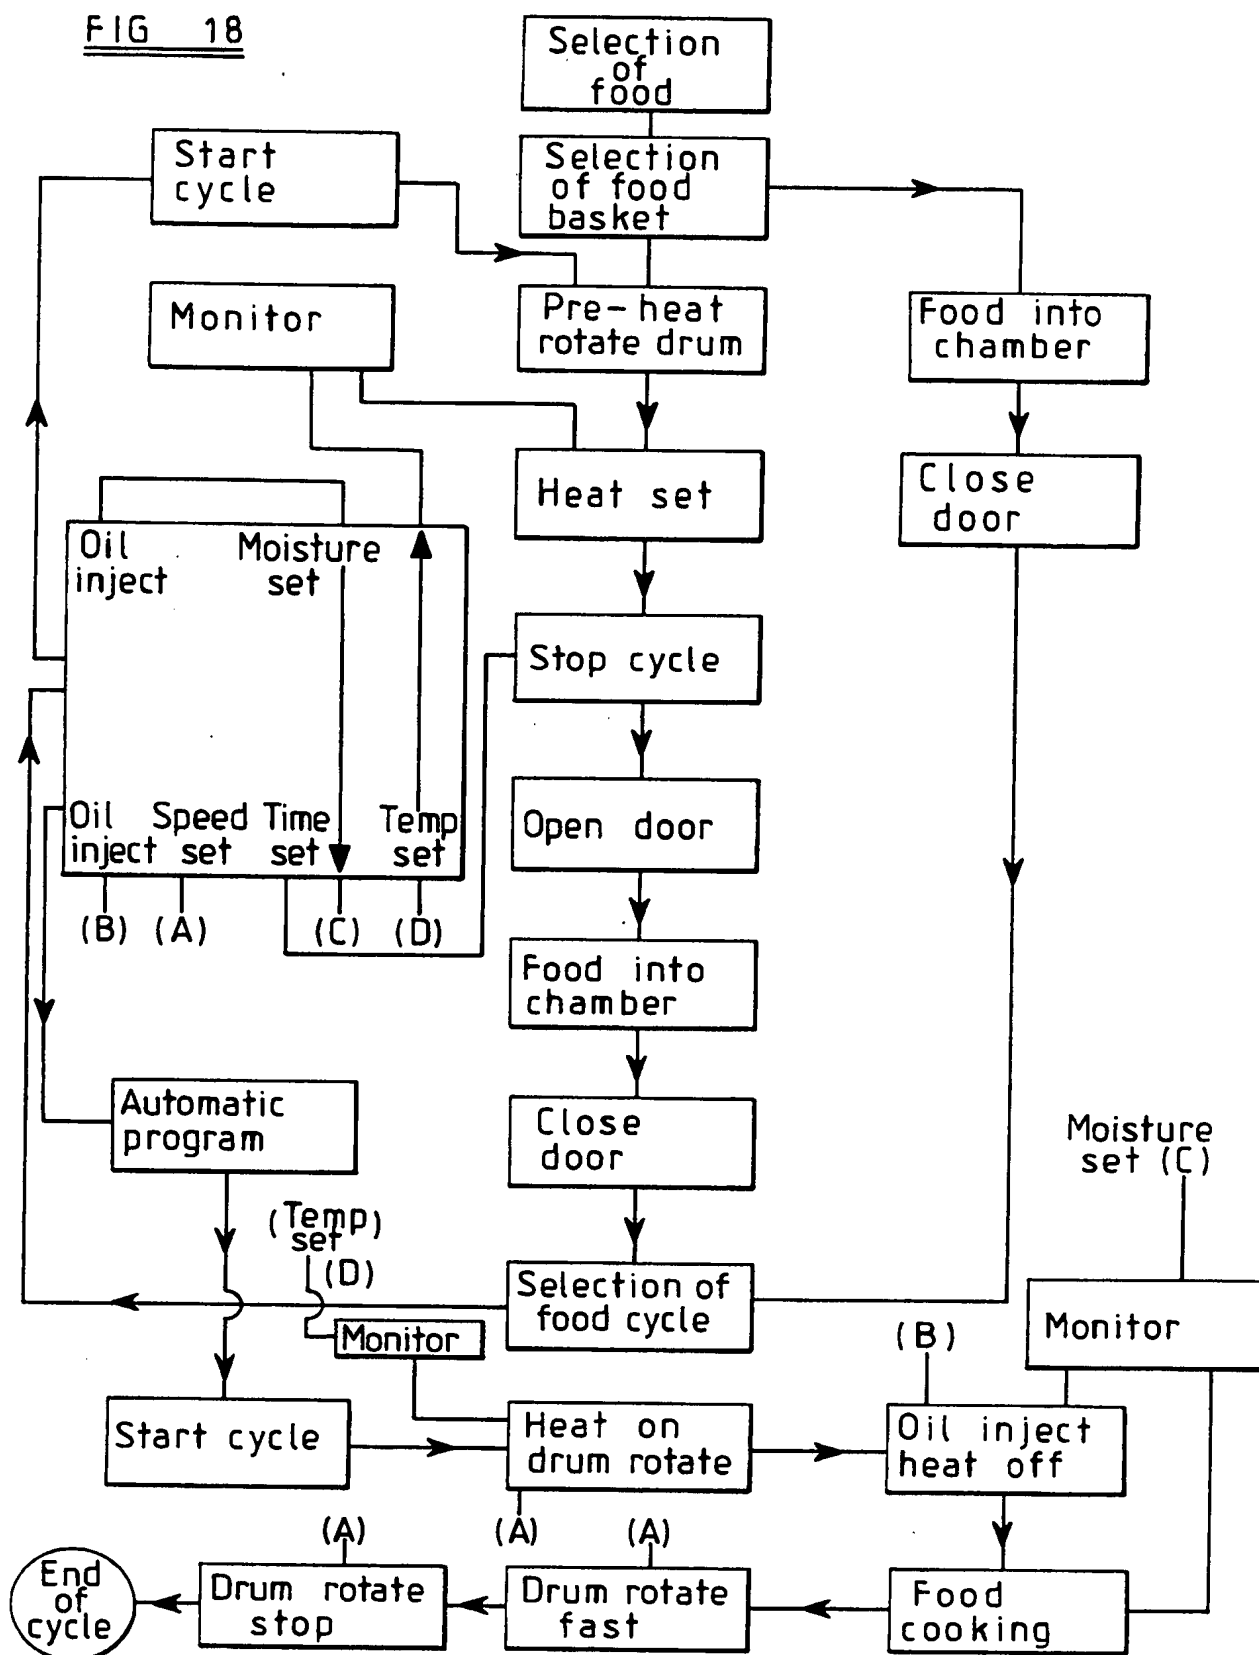 FIG 18
Selection
of
food
Start
cycle
Selection
of food
basket
Monitor
Pre-heat
rotate drum
Food into
chamber
Heat set
Close
door
Oil
inject
Moisture
set
Stop cycle
Oil
inject
Speed
set
Time
set
Temp
set
Open door
(B)
(A)
(C)
(D)
Food into
chamber
Automatic
program
Close
door
Moisture
set (C)
(Temp)
set
(D)
Selection of
food cycle
Monitor
Monitor
(B)
Start cycle
Heat on
drum rotate
Oil inject
heat off
(A)
(A)
(A)
End
of
cycle
Drum rotate
stop
Drum rotate
fast
Food
cooking